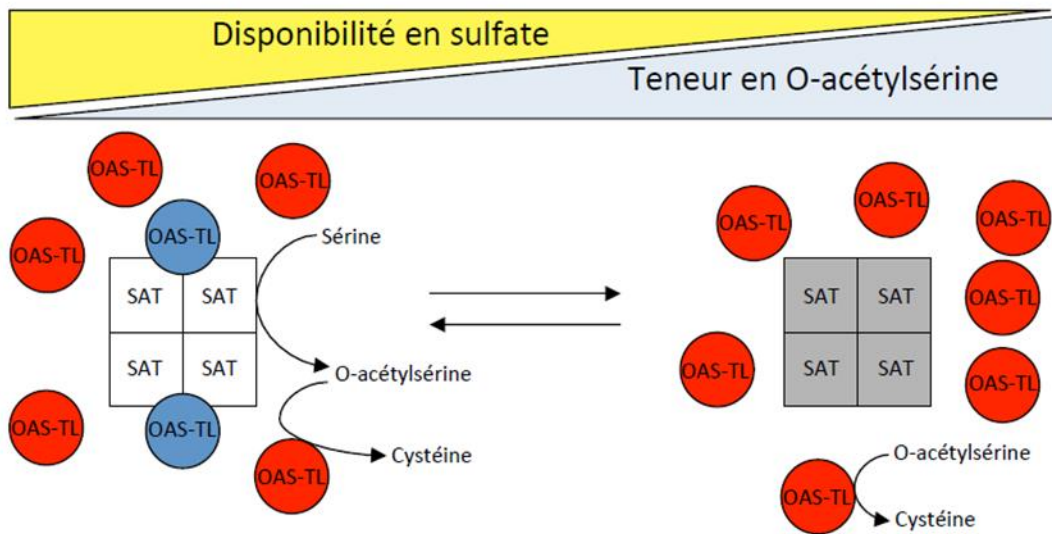 Disponibilité en sulfate
Teneur en O-acétylsérine
OAS-TL
OAS-TL
OAS-TL
OAS-TL
SAT SAT
SAT SAT
OAS-TL
OAS-TL
OAS-TL
Sérine
O-acétylsérine
Cystéine
OAS-TL
OAS-TL
OAS-TL
OAS-TL
SAT SAT
SAT SAT
OAS-TL
OAS-TL
OAS-TL
O-acétylsérine
Cystéine